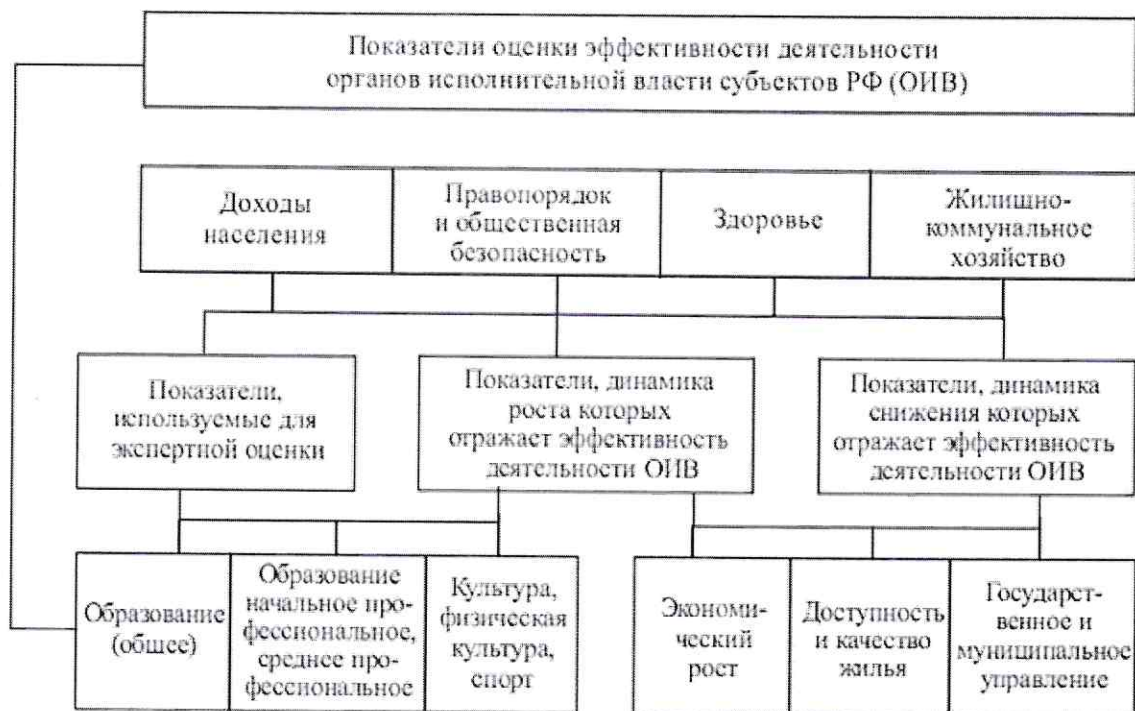 Показатели оценки эффективности деятельности
органов исполнительной власти субъектов РФ (ОИВ)
Доходы
населения
Правопорядок
и общественная
безопасность
Здоровье
Жилищно-
коммунальное
хозяйство
Показатели,
используемые для
экспертной оценки
Показатели, динамика
роста которых
отражает эффективность
деятельности ОИВ
Показатели, динамика
снижения которых
отражает эффективность
деятельности ОИВ
Образование
(общее)
Образование
начальное про-
фессиональное,
среднее про-
фессиональное
Культура,
физическая
культура,
спорт
Экономи-
ческий
рост
Доступность
и качество
жилья
Государст-
венное и
муниципальное
управление